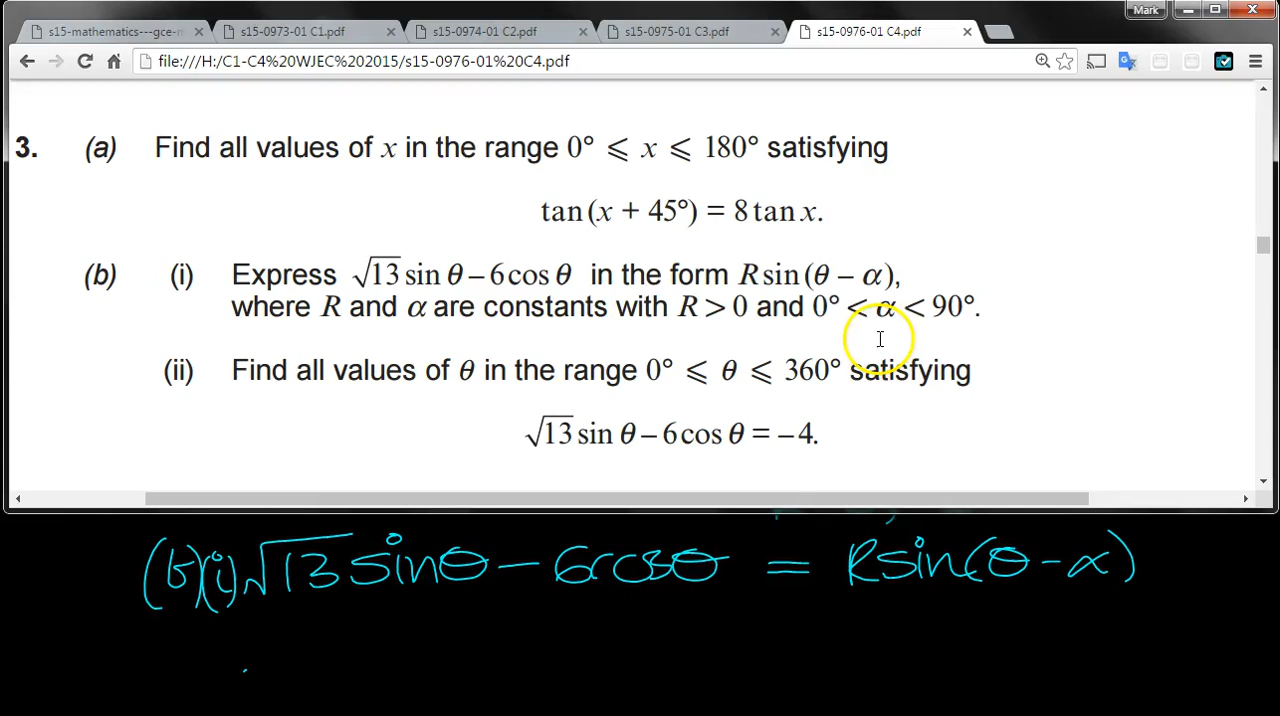 Mark
s15-mathematics---gce-m
s15-0973-01 C1.pdf
s15-0974-01 C2.pdf
s15-0975-01 C3.pdf
s15-0976-01 C4.pdf
file:///H:/C1-C4%20WJEC%202015/s15-0976-01%20C4.pdf
3. (a) Find all values of x in the range 0° ⩽ x ⩽ 180° satisfying
tan (x + 45°) = 8 tan x.
(b) (i) Express √13 sin θ – 6 cos θ in the form R sin (θ – α),
where R and α are constants with R > 0 and 0° < α < 90°.
(ii) Find all values of θ in the range 0° ⩽ θ ⩽ 360° satisfying
√13 sin θ – 6 cos θ = –4.
(b)(i) √13 sinθ – 6cosθ = Rsin(θ – α)